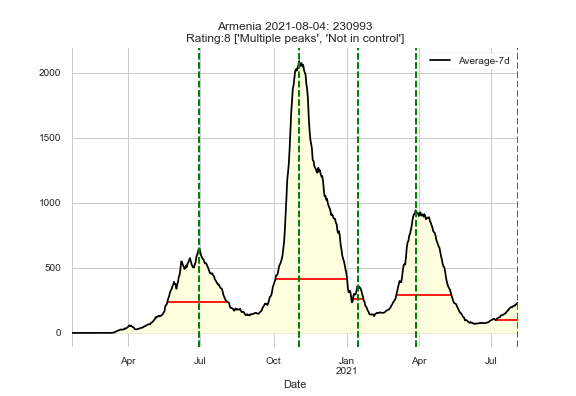 Armenia 2021-08-04: 230993
Rating:8 ['Multiple peaks', 'Not in control']
Average-7d
2000
1500
1000
500
0
Apr
Jul
Oct
Jan
2021
Apr
Jul
Date